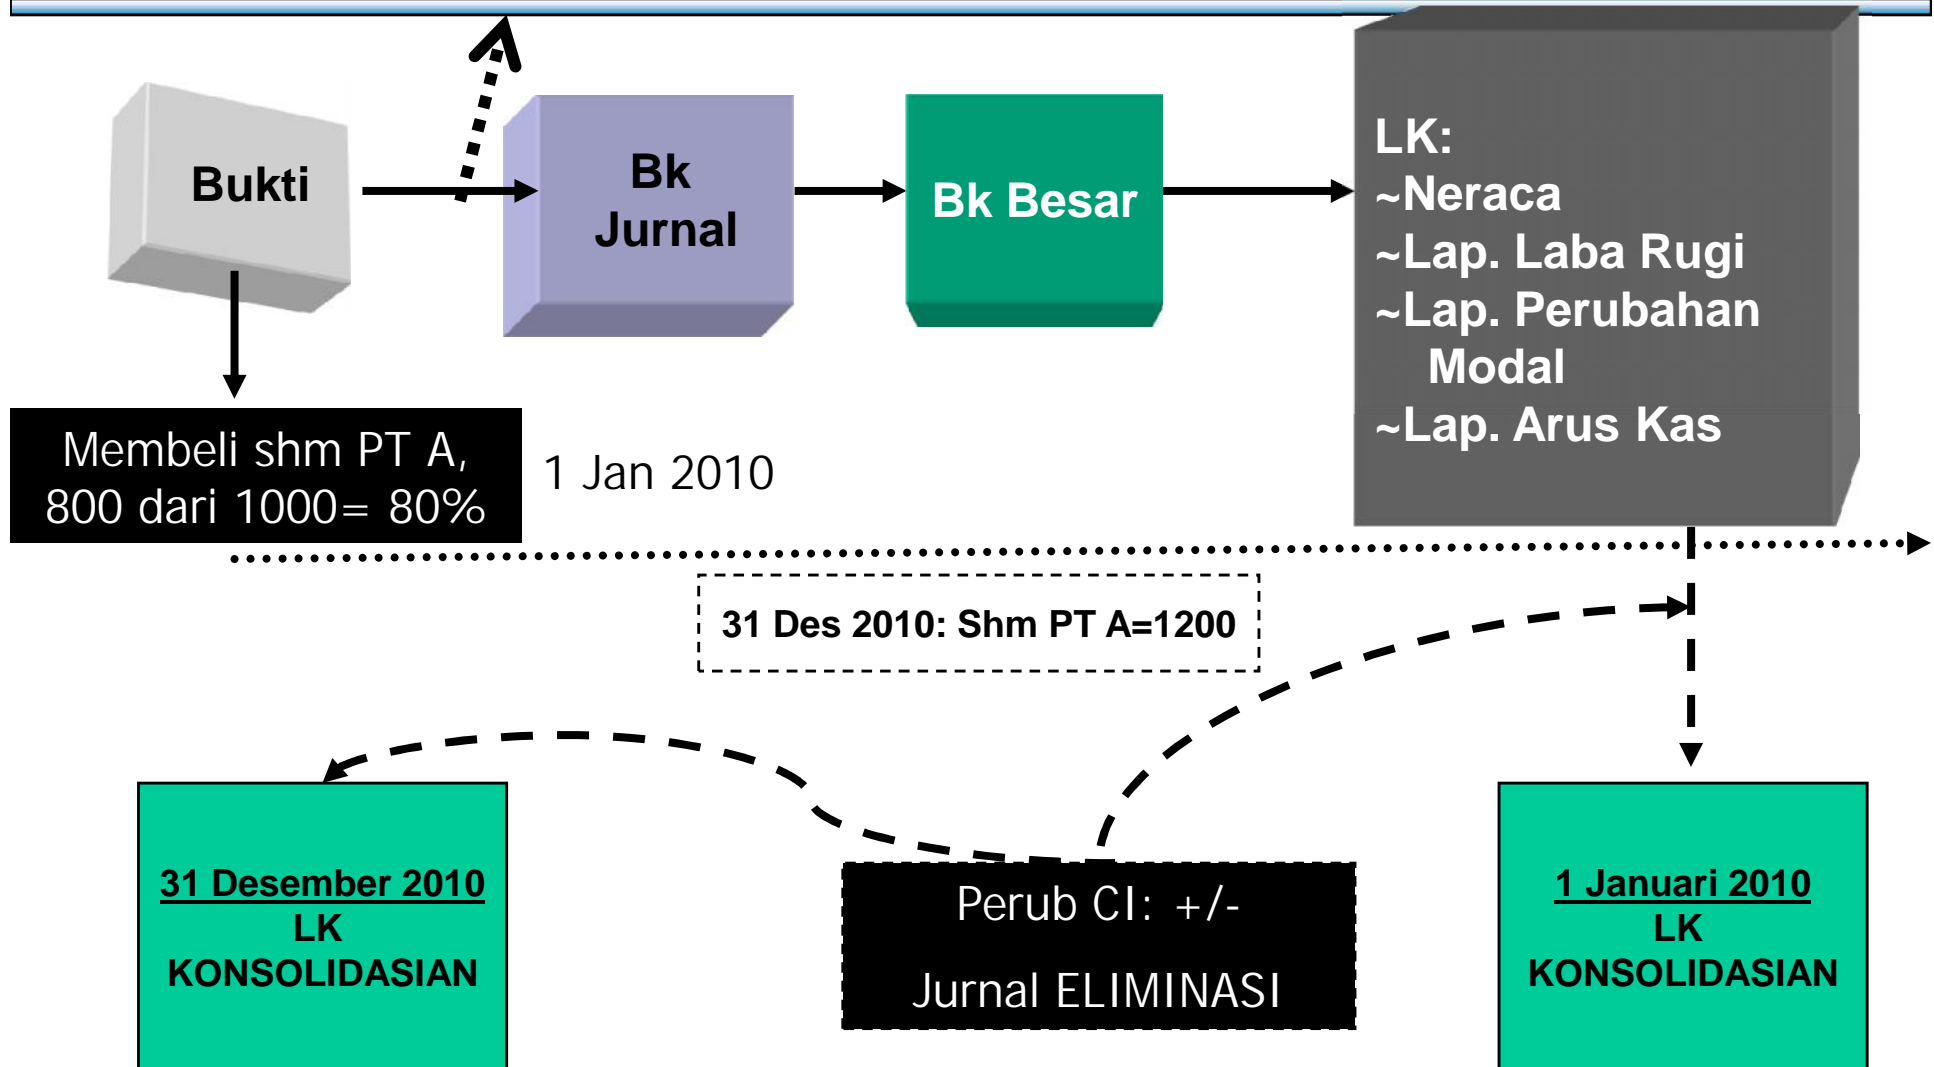 Bukti
Bk
Jurnal
Bk Besar
LK:
~Neraca
~Lap. Laba Rugi
~Lap. Perubahan
Modal
~Lap. Arus Kas
Membeli shm PT A,
800 dari 1000= 80%
1 Jan 2010
31 Des 2010: Shm PT A=1200
31 Desember 2010
LK
KONSOLIDASIAN
Perub CI: +/-
Jurnal ELIMINASI
1 Januari 2010
LK
KONSOLIDASIAN